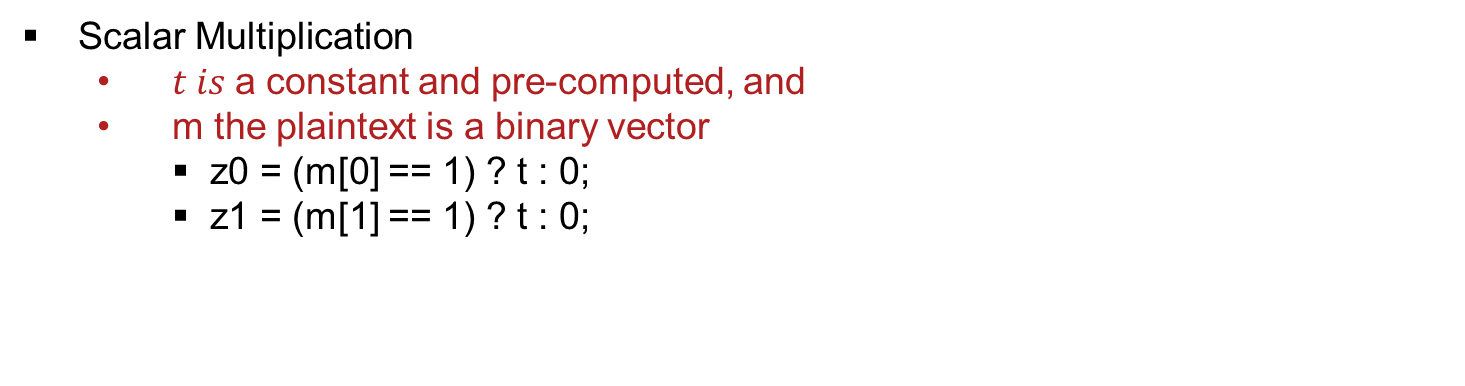 ▪ Scalar Multiplication
• t is a constant and pre-computed, and
• m the plaintext is a binary vector
▪ z0 = (m[0] == 1) ? t : 0;
▪ z1 = (m[1] == 1) ? t : 0;